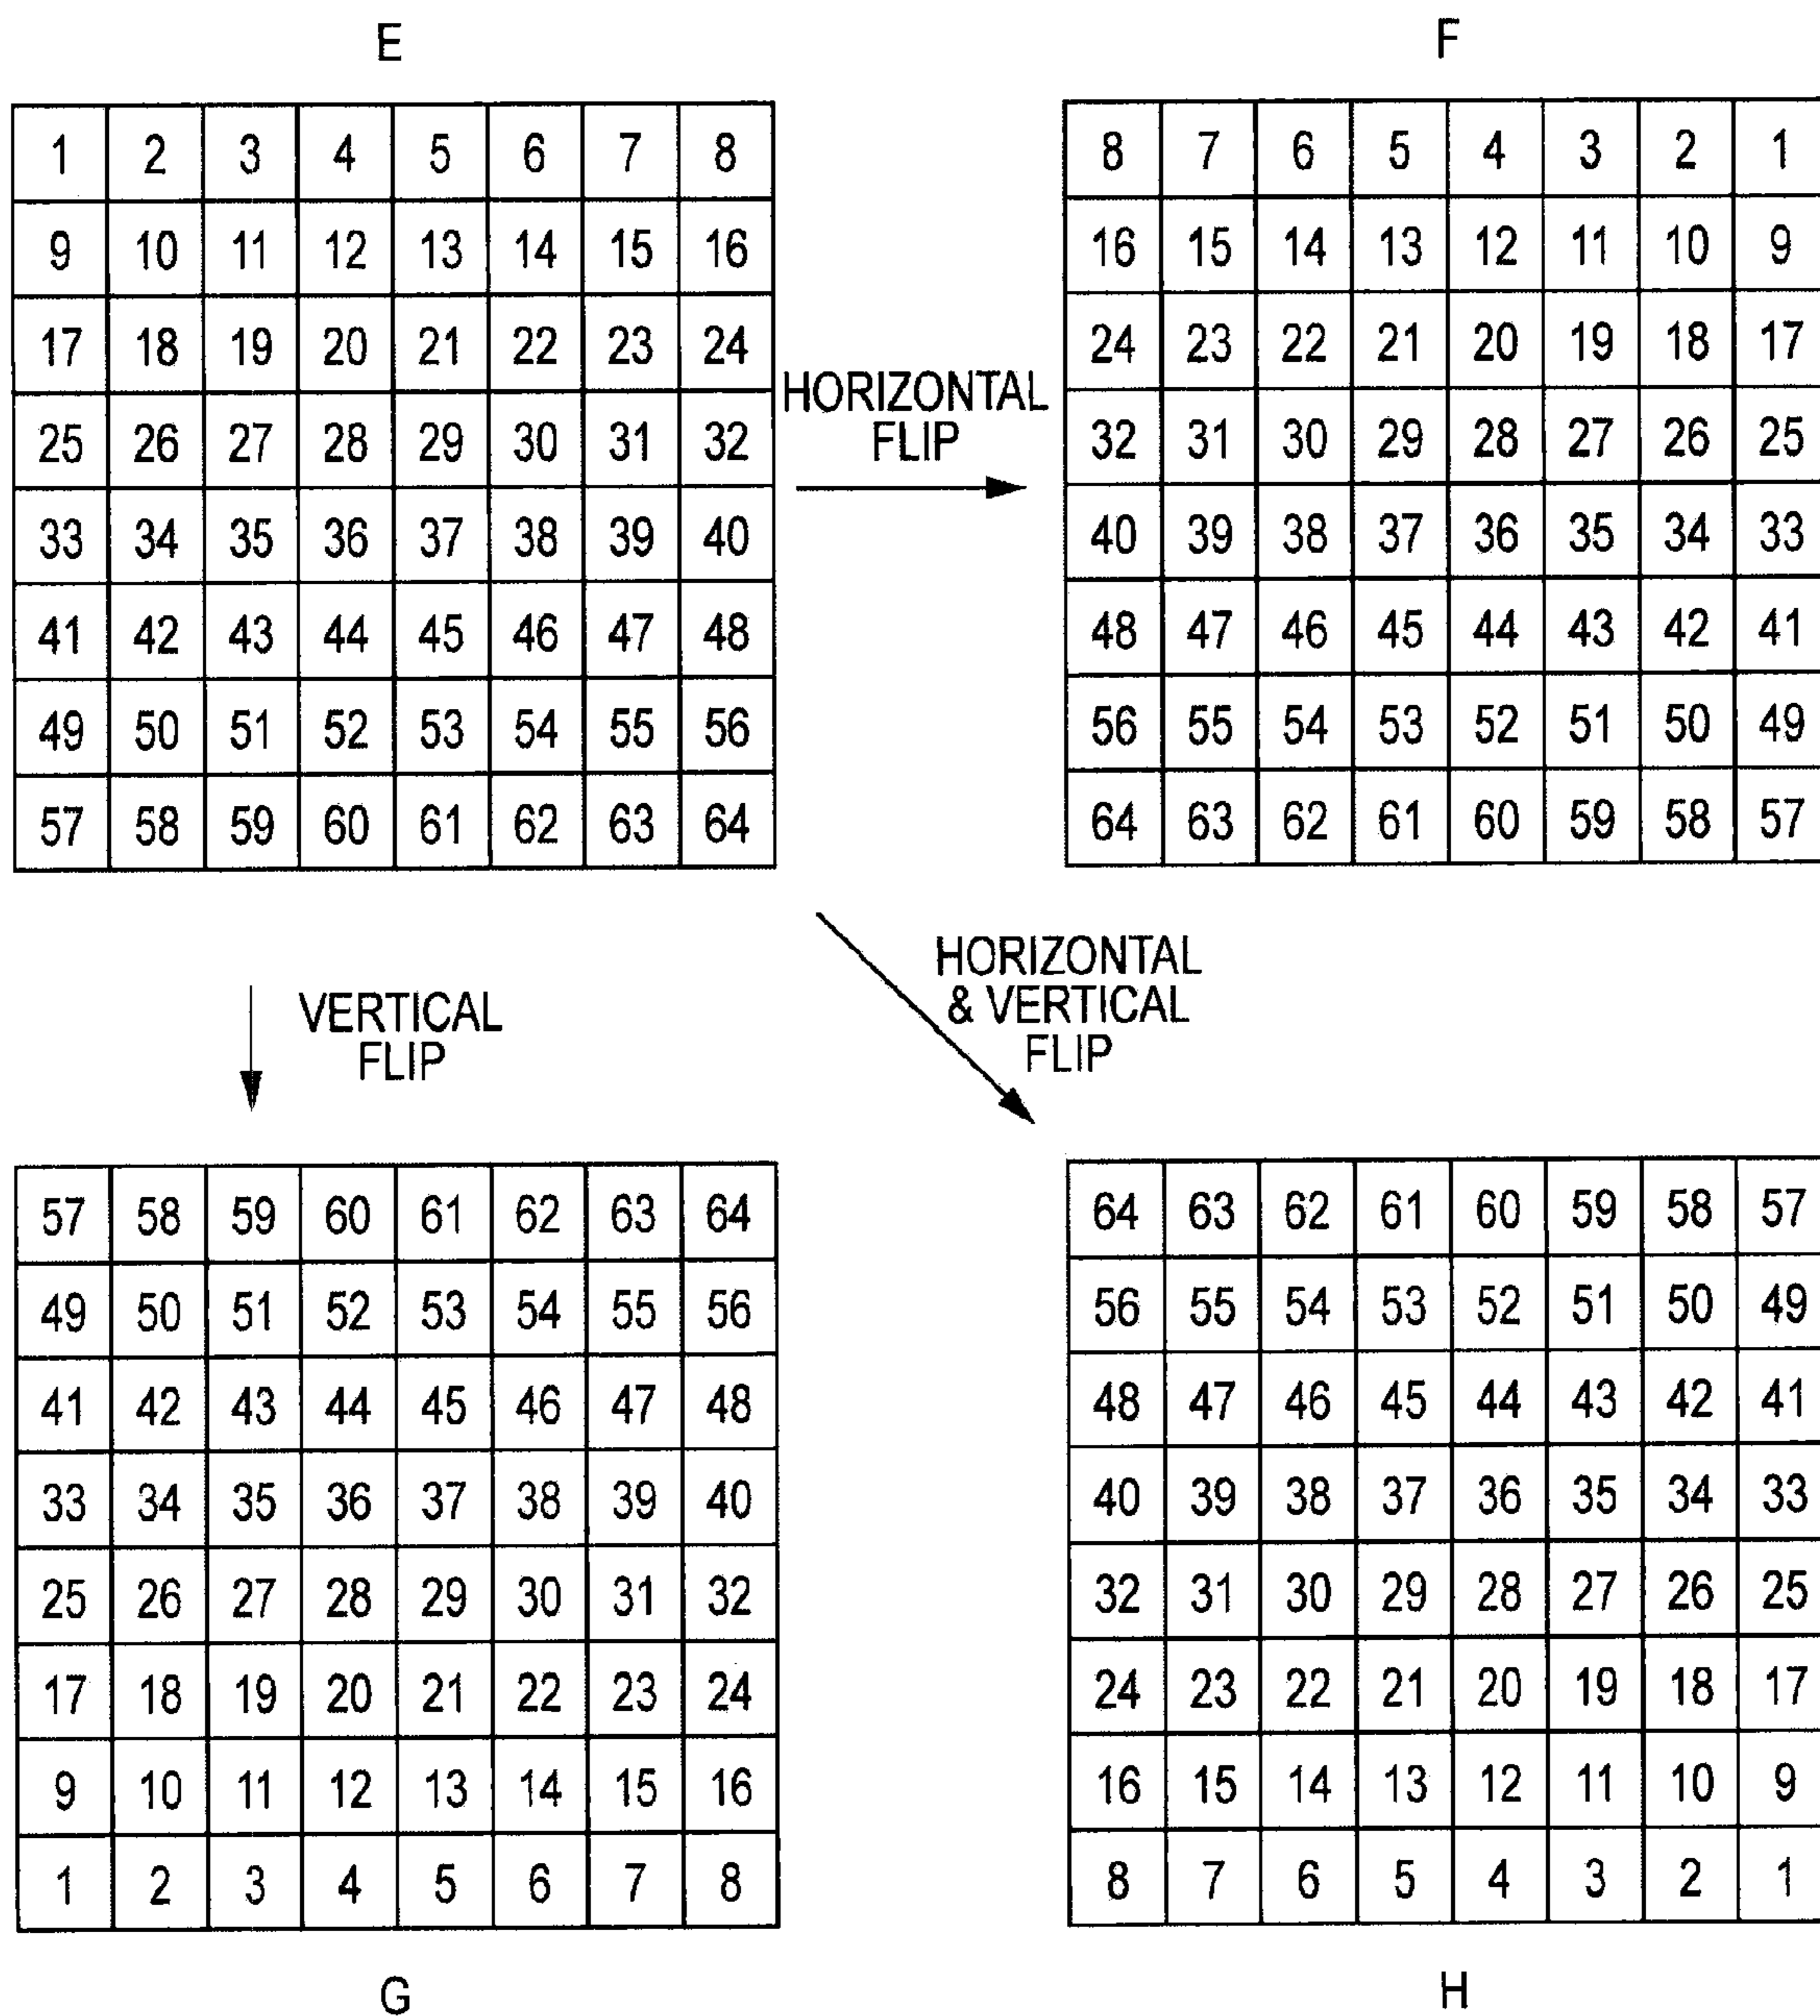 E
1 2 3 4 5 6 7 8
9 10 11 12 13 14 15 16
17 18 19 20 21 22 23 24
25 26 27 28 29 30 31 32
33 34 35 36 37 38 39 40
41 42 43 44 45 46 47 48
49 50 51 52 53 54 55 56
57 58 59 60 61 62 63 64
HORIZONTAL
FLIP
F
8 7 6 5 4 3 2 1
16 15 14 13 12 11 10 9
24 23 22 21 20 19 18 17
32 31 30 29 28 27 26 25
40 39 38 37 36 35 34 33
48 47 46 45 44 43 42 41
56 55 54 53 52 51 50 49
64 63 62 61 60 59 58 57
VERTICAL
FLIP
HORIZONTAL
& VERTICAL
FLIP
57 58 59 60 61 62 63 64
49 50 51 52 53 54 55 56
41 42 43 44 45 46 47 48
33 34 35 36 37 38 39 40
25 26 27 28 29 30 31 32
17 18 19 20 21 22 23 24
9 10 11 12 13 14 15 16
1 2 3 4 5 6 7 8
G
64 63 62 61 60 59 58 57
56 55 54 53 52 51 50 49
48 47 46 45 44 43 42 41
40 39 38 37 36 35 34 33
32 31 30 29 28 27 26 25
24 23 22 21 20 19 18 17
16 15 14 13 12 11 10 9
8 7 6 5 4 3 2 1
H